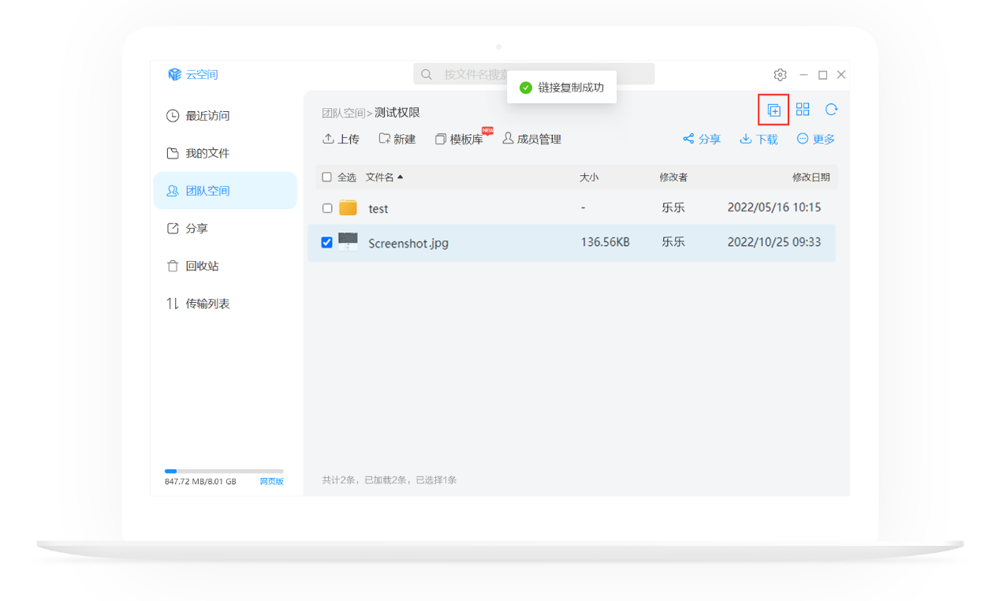 云空间
按文件名搜索
链接复制成功
最近访问
我的文件
团队空间
分享
回收站
传输列表
847.72 MB/8.01 GB 网页版
团队空间>测试权限
上传 新建 模板库 NEW 成员管理 分享 下载 更多
全选 文件名 大小 修改者 修改日期
test - 乐乐 2022/05/16 10:15
Screenshot.jpg 136.56KB 乐乐 2022/10/25 09:33
共计2条，已加载2条，已选择1条